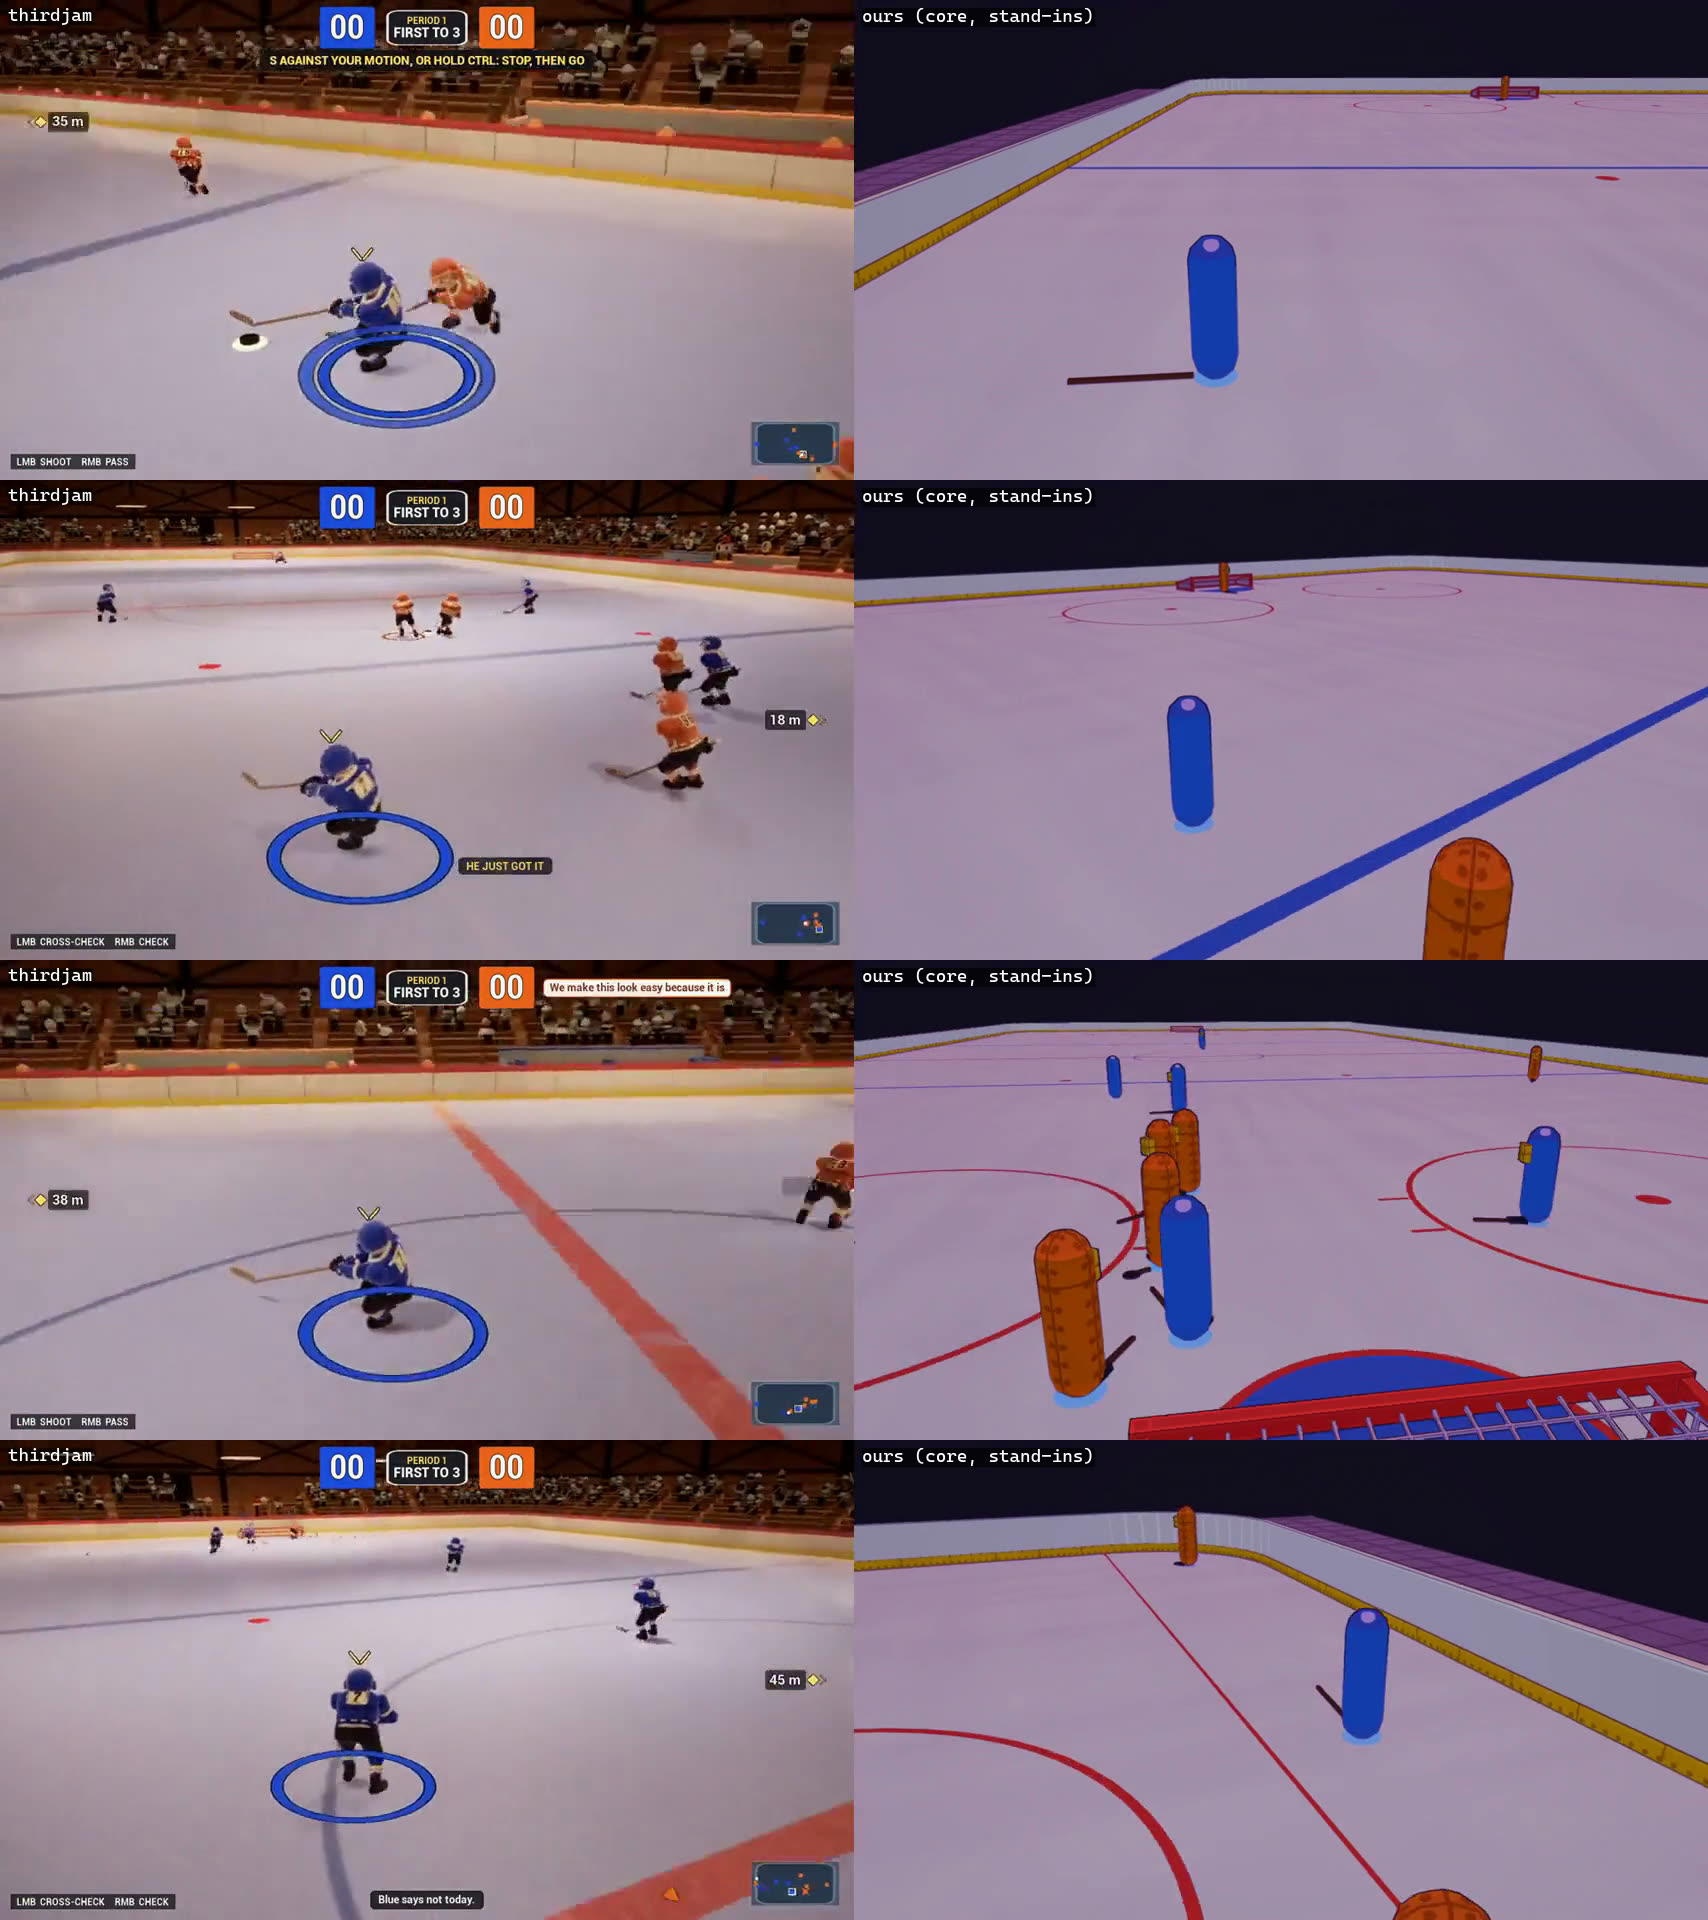 thirdjam
00
PERIOD 1
FIRST TO 3
00
S AGAINST YOUR MOTION, OR HOLD CTRL: STOP, THEN GO
35 m
LMB SHOOT RMB PASS
ours (core, stand-ins)
thirdjam
00
PERIOD 1
FIRST TO 3
00
18 m
HE JUST GOT IT
LMB CROSS-CHECK RMB CHECK
ours (core, stand-ins)
thirdjam
00
PERIOD 1
FIRST TO 3
00
We make this look easy because it is
38 m
LMB SHOOT RMB PASS
ours (core, stand-ins)
thirdjam
00
PERIOD 1
FIRST TO 3
00
7
45 m
Blue says not today.
LMB CROSS-CHECK RMB CHECK
ours (core, stand-ins)